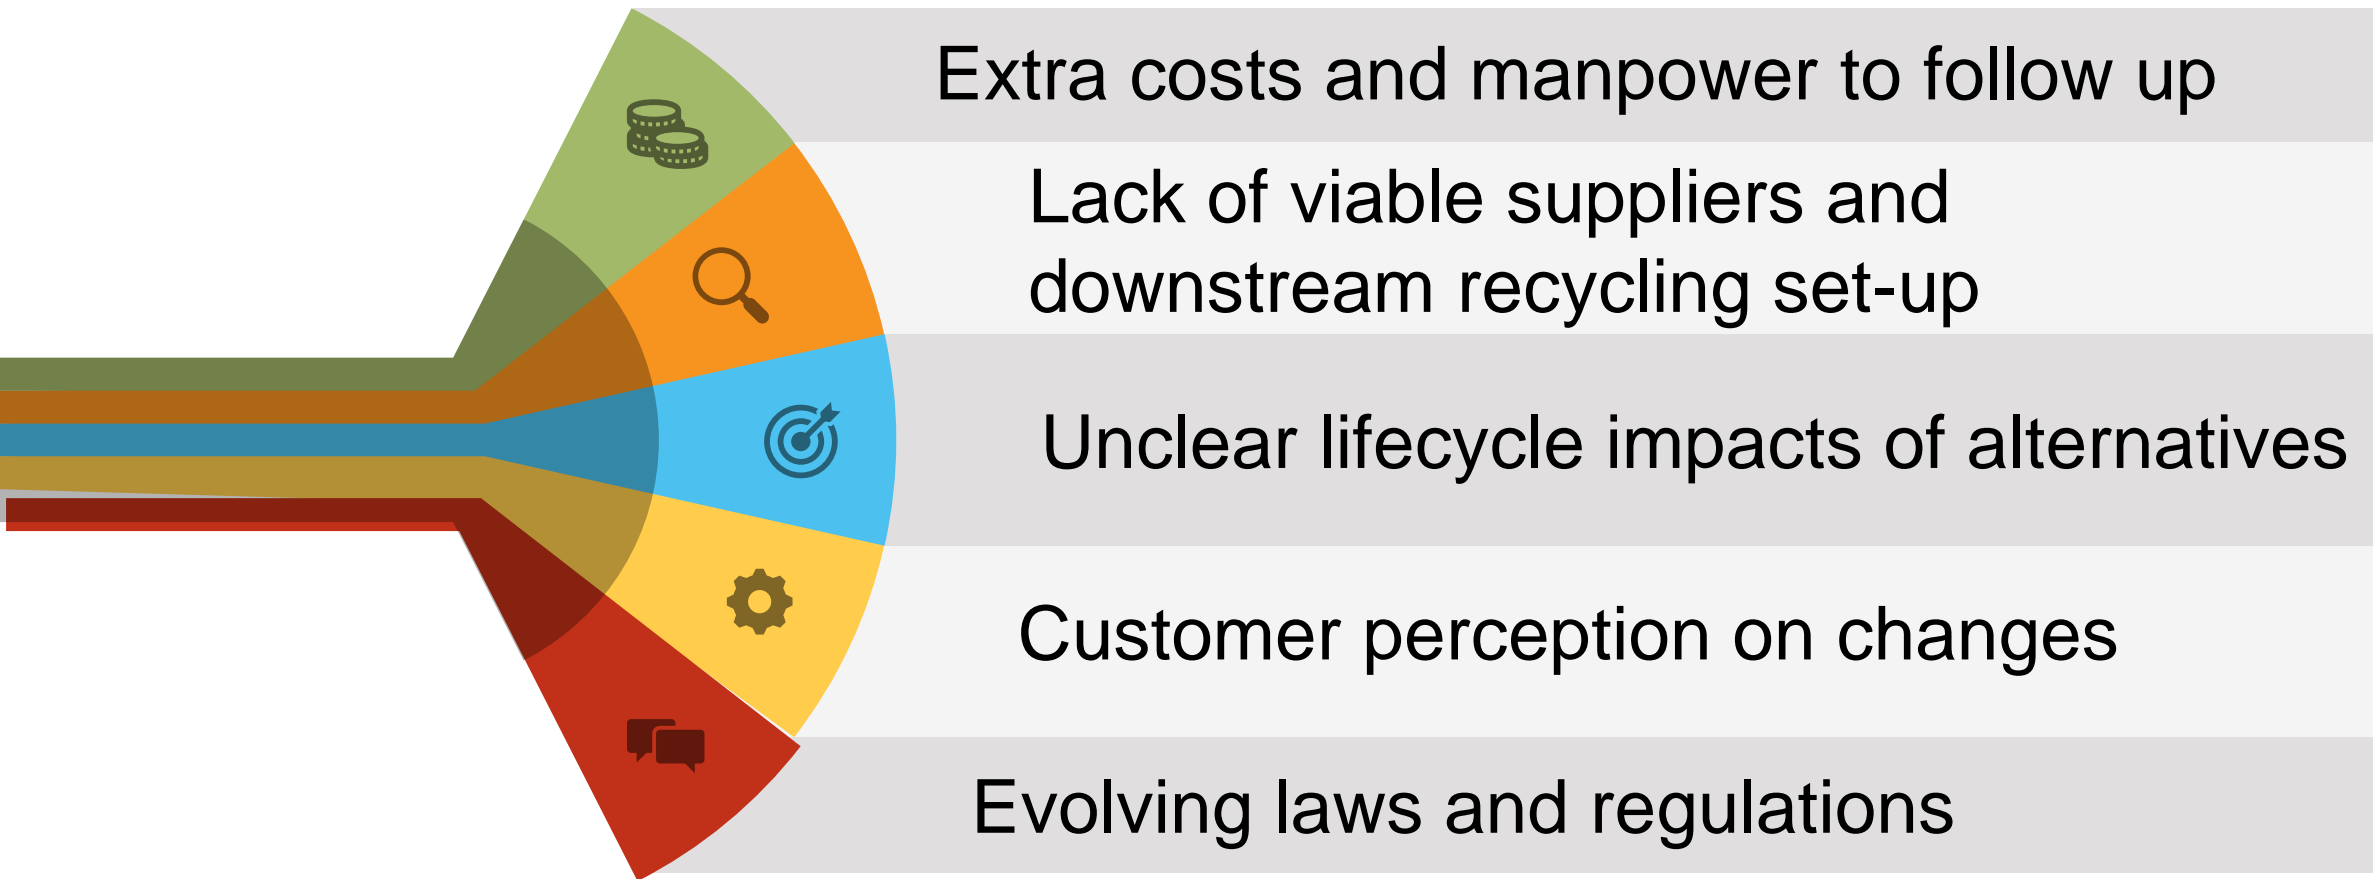 Extra costs and manpower to follow up
Lack of viable suppliers and
downstream recycling set-up
Unclear lifecycle impacts of alternatives
Customer perception on changes
Evolving laws and regulations